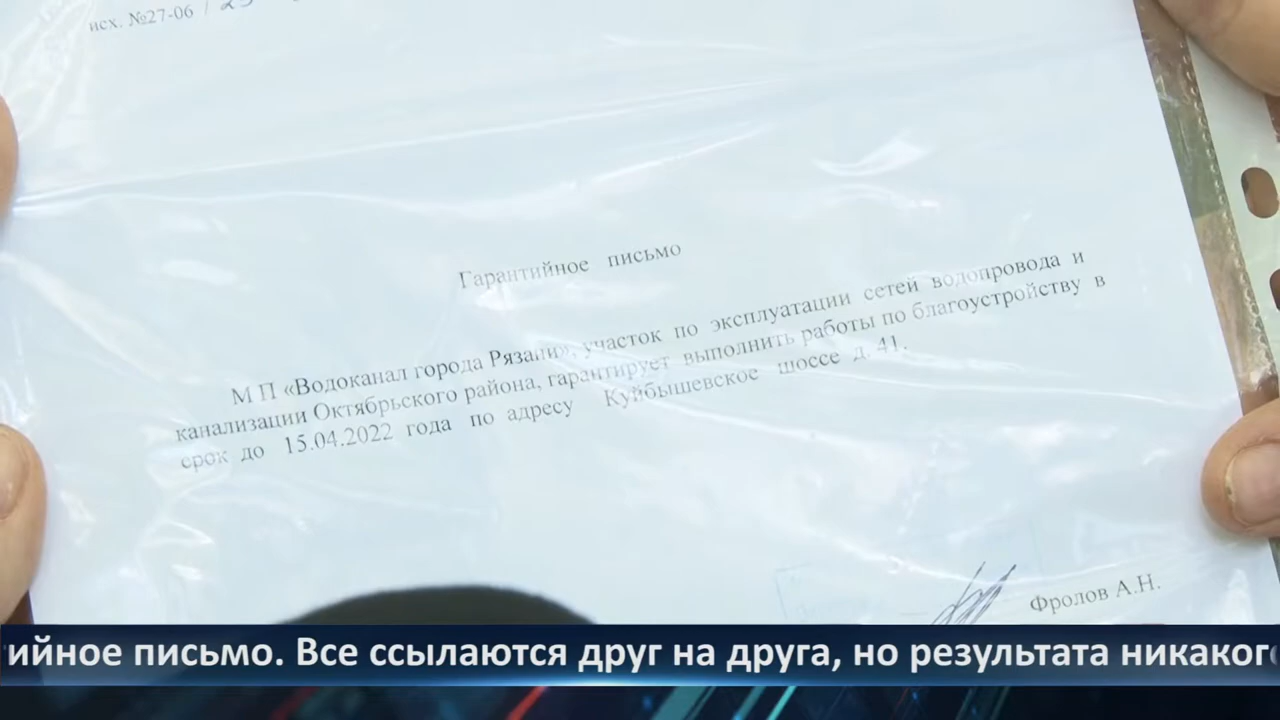 исх. №27-06 /
Гарантийное письмо
М П «Водоканал города Рязани», участок по эксплуатации сетей водопровода и
канализации Октябрьского района, гарантирует выполнить работы по благоустройству в
срок до 15.04.2022 года по адресу Куйбышевское шоссе д. 41.
Фролов А.Н.
ийное письмо. Все ссылаются друг на друга, но результата никаког